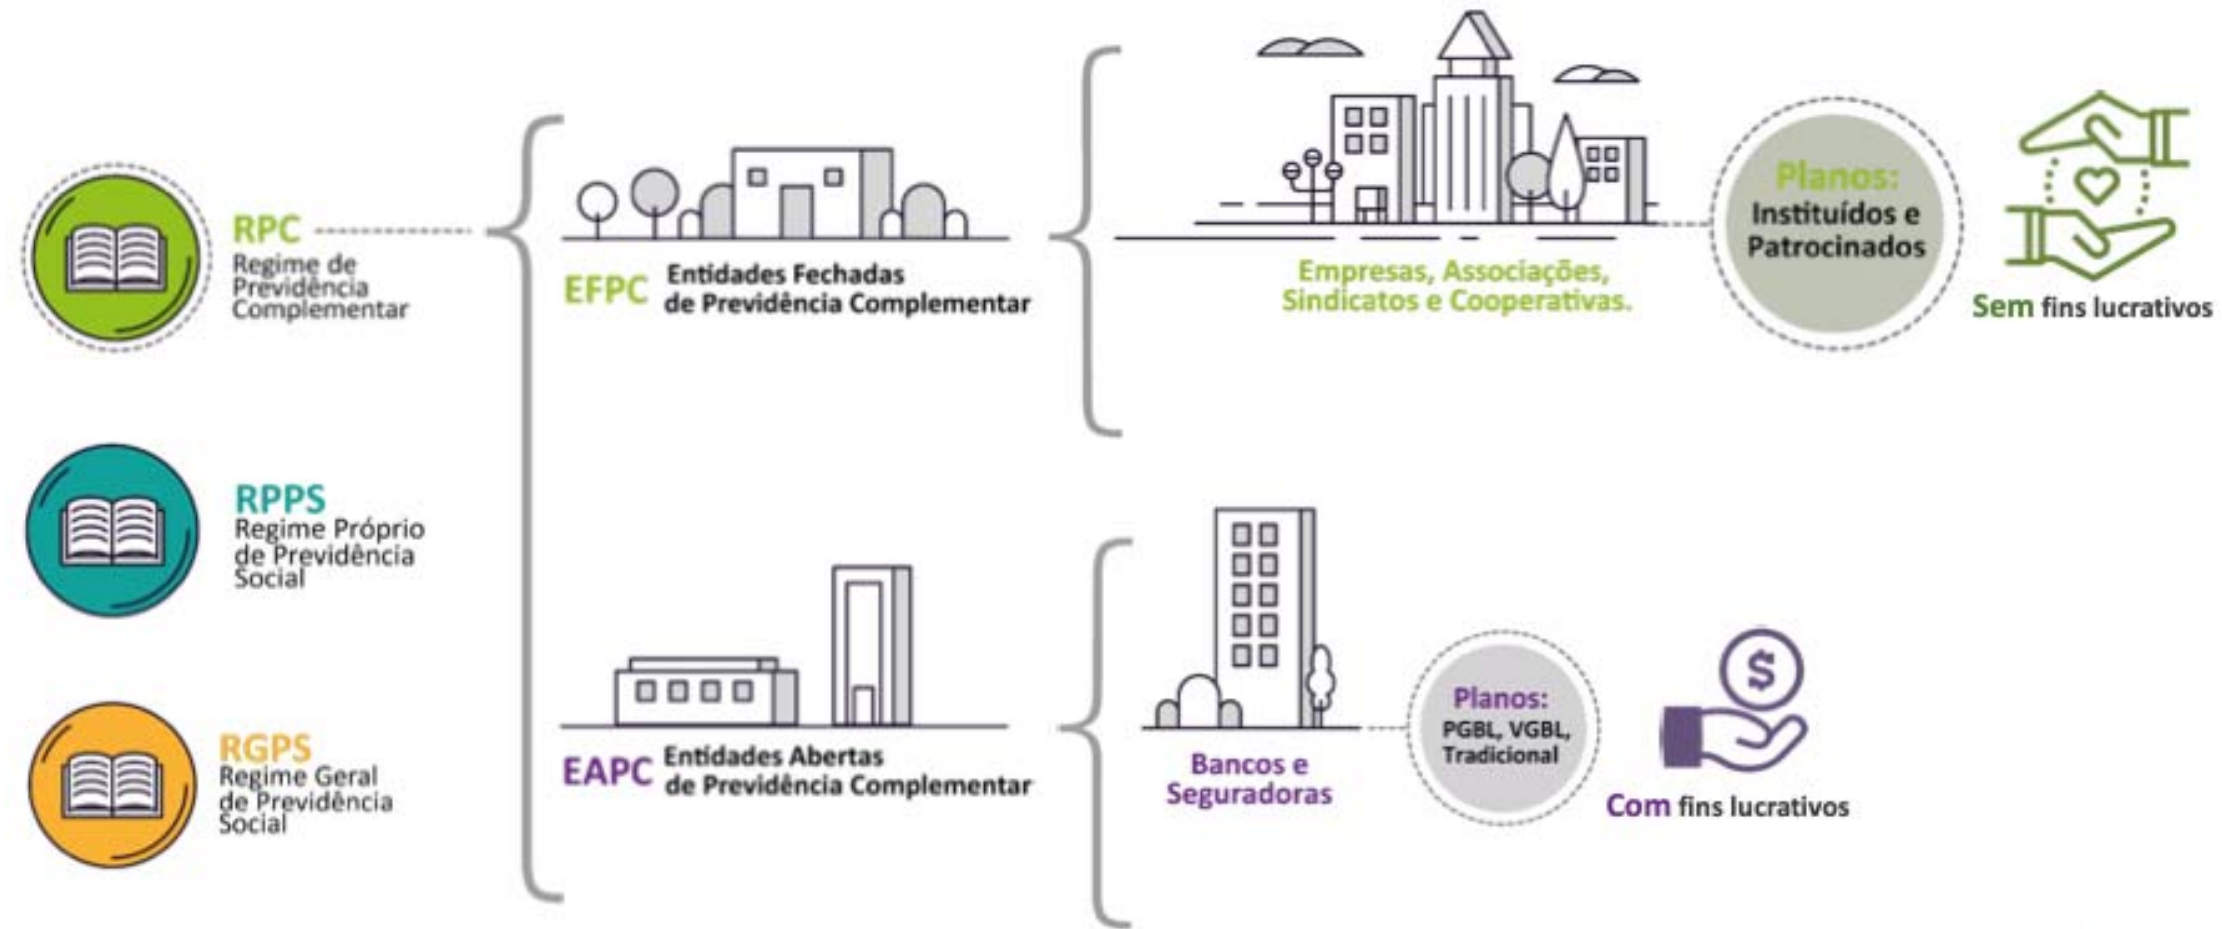 RPC
Regime de
Previdência
Complementar
EFPC
Entidades Fechadas
de Previdência Complementar
Empresas, Associações,
Sindicatos e Cooperativas.
Planos:
Instituídos e
Patrocinados
Sem fins lucrativos
RPPS
Regime Próprio
de Previdência
Social
RGPS
Regime Geral
de Previdência
Social
EAPC
Entidades Abertas
de Previdência Complementar
Bancos e
Seguradoras
Planos:
PGBL, VGBL,
Tradicional
$
Com fins lucrativos